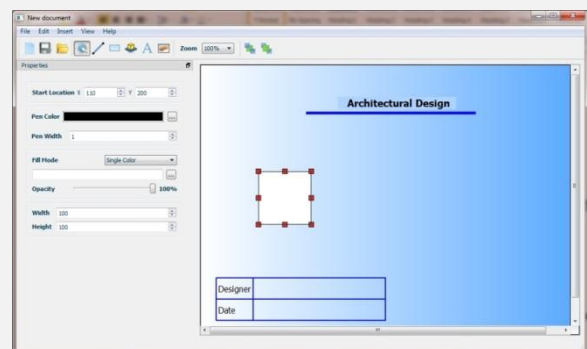 New document
File Edit Insert View Help
A Zoom 100%
Properties
Start Location X 110 Y 200
Pen Color
...
Pen Width 1
Fill Mode Single Color
...
Opacity 100%
Width 100
Height 100
Architectural Design
Designer
Date